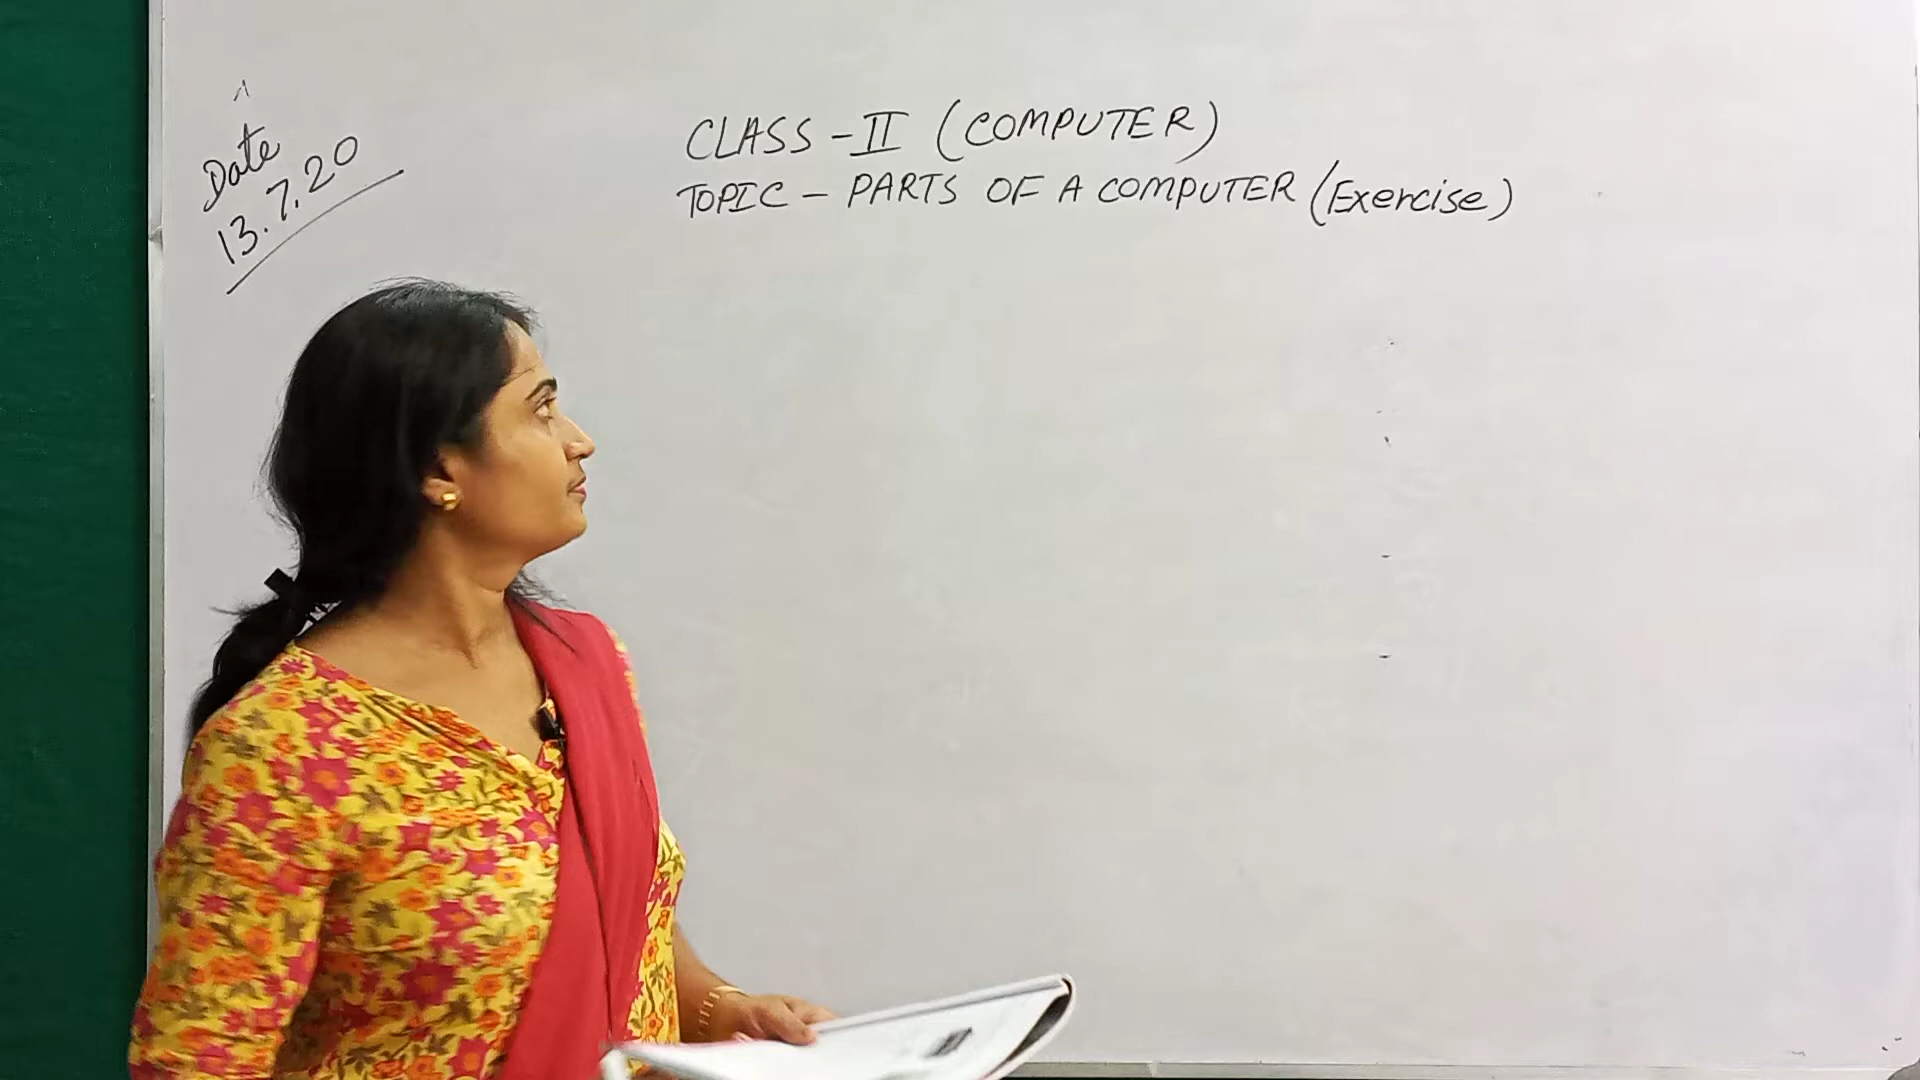 Date
13.7.20
CLASS - II (COMPUTER)
TOPIC - PARTS OF A COMPUTER (Exercise)